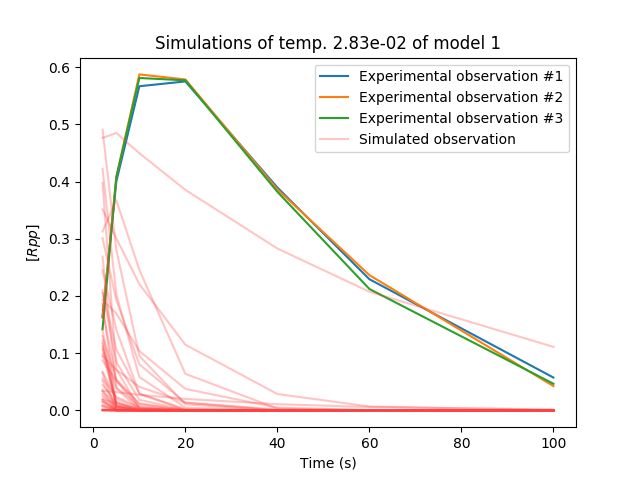 Simulations of temp. 2.83e-02 of model 1
[Rpp]
0.6
0.5
0.4
0.3
0.2
0.1
0.0
Experimental observation #1
Experimental observation #2
Experimental observation #3
Simulated observation
0 20 40 60 80 100
Time (s)